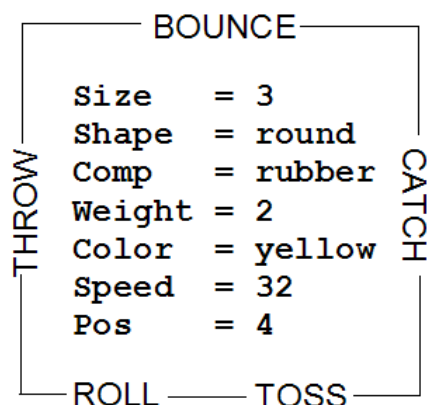 BOUNCE
Size = 3
Shape = round
Comp = rubber
Weight = 2
Color = yellow
Speed = 32
Pos = 4
THROW
CATCH
ROLL
TOSS